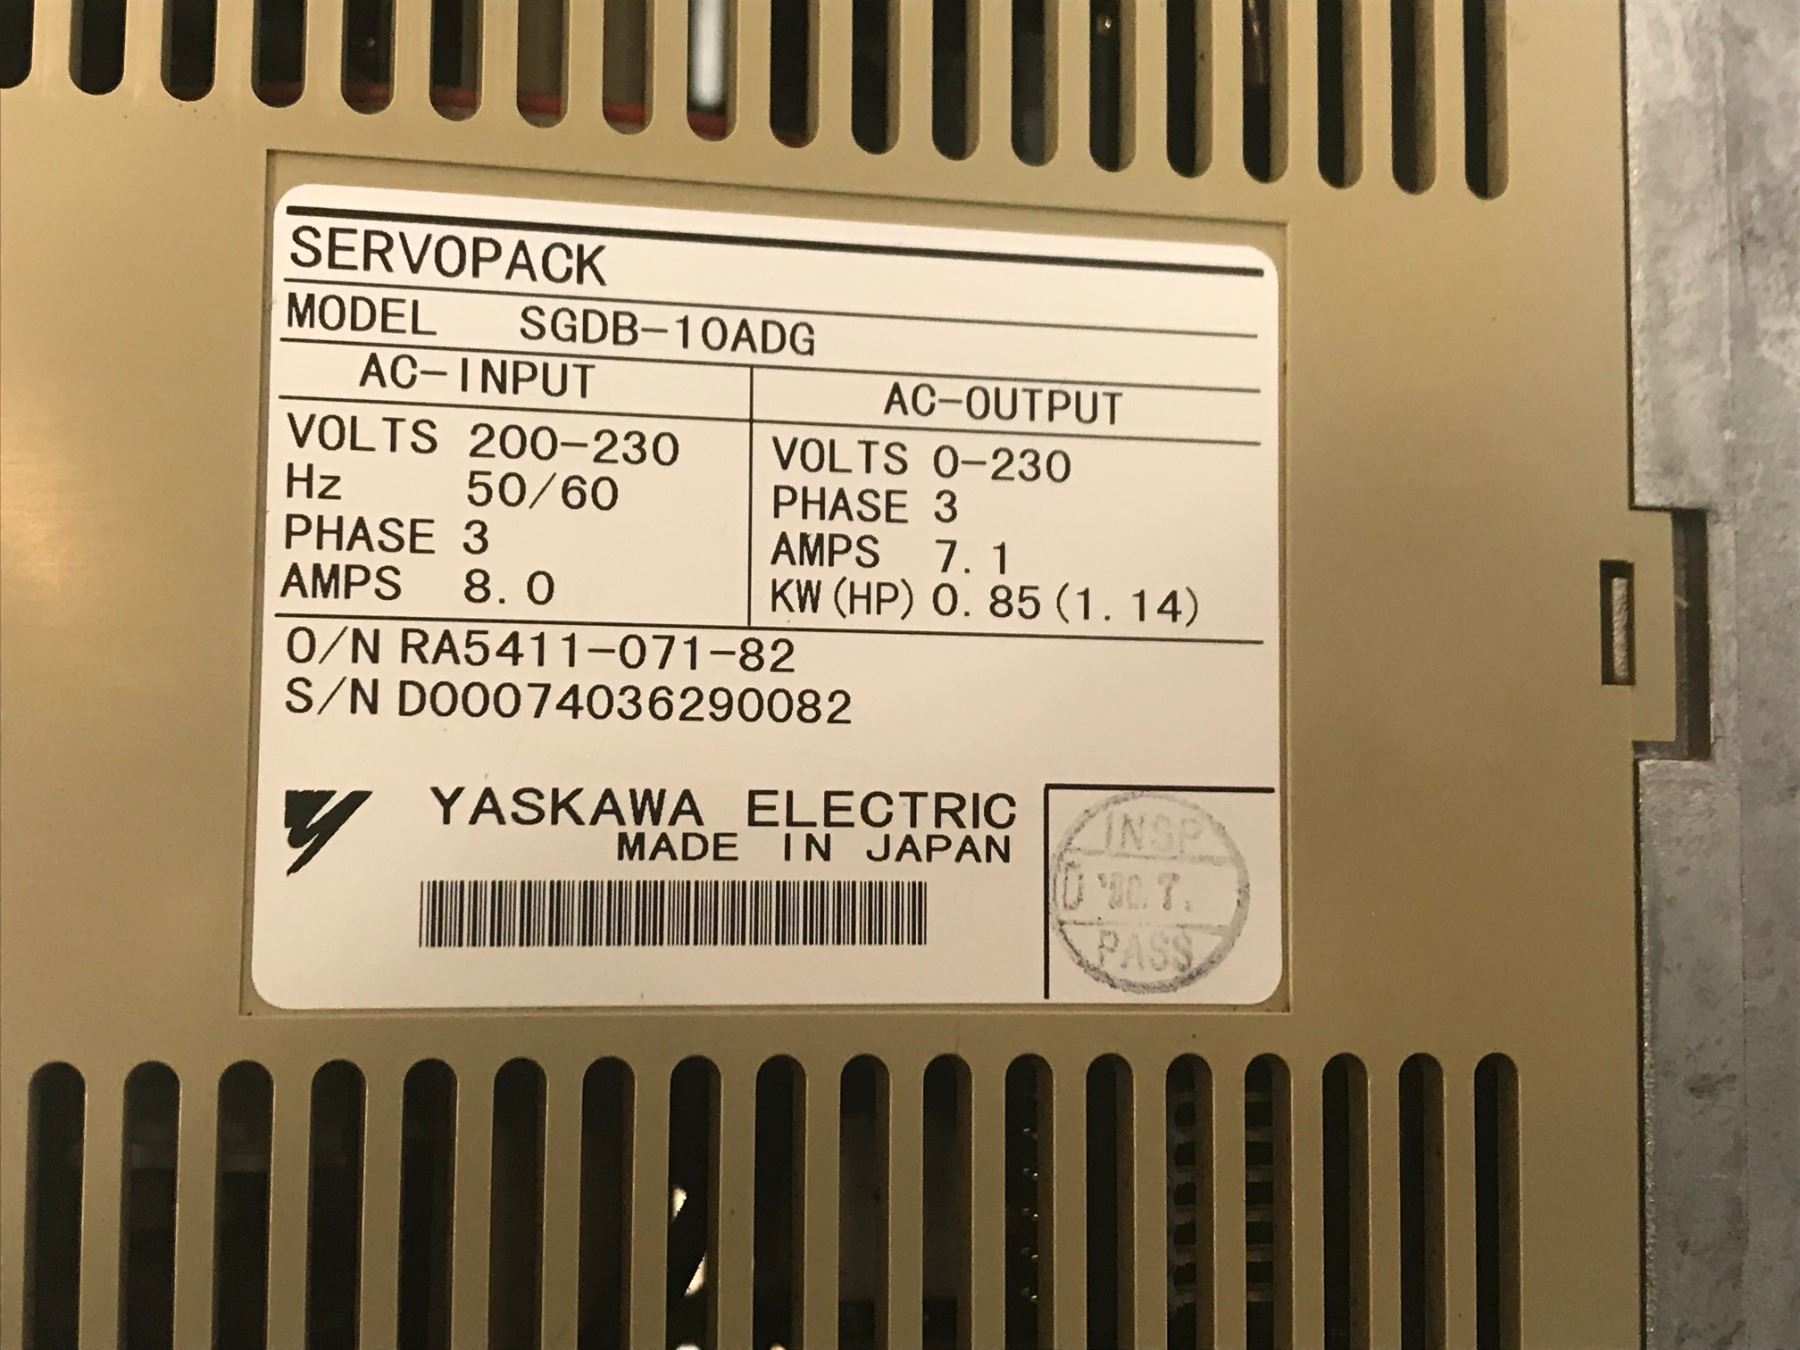 SERVOPACK
MODEL SGDB-10ADG
AC-INPUT AC-OUTPUT
VOLTS 200-230 VOLTS 0-230
Hz 50/60 PHASE 3
PHASE 3 AMPS 7.1
AMPS 8.0 KW(HP) 0.85(1.14)
O/N RA5411-071-82
S/N D00074036290082
YASKAWA ELECTRIC
MADE IN JAPAN
INSP
PASS